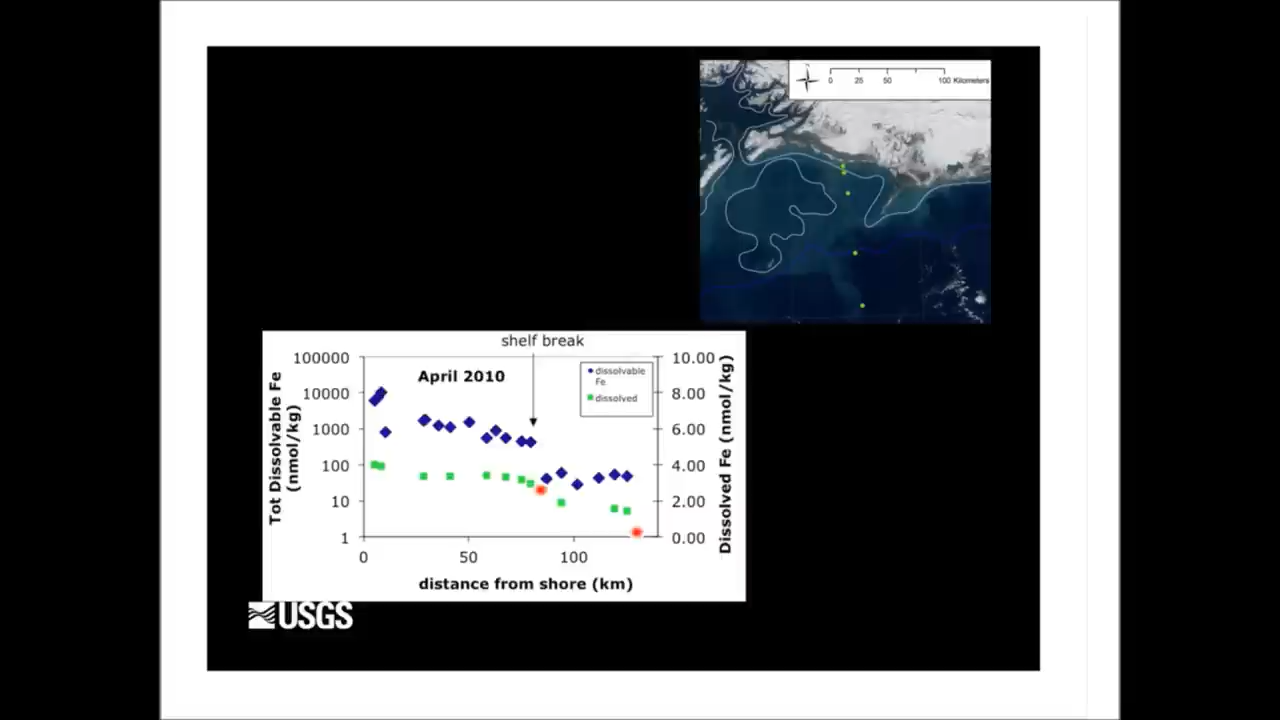 N
0 25 50 100 Kilometers
shelf break
April 2010
dissolvable
Fe
dissolved
Tot Dissolvable Fe
(nmol/kg)
100000
10000
1000
100
10
1
10.00
8.00
6.00
4.00
2.00
0.00
Dissolved Fe (nmol/kg)
0 50 100
distance from shore (km)
USGS